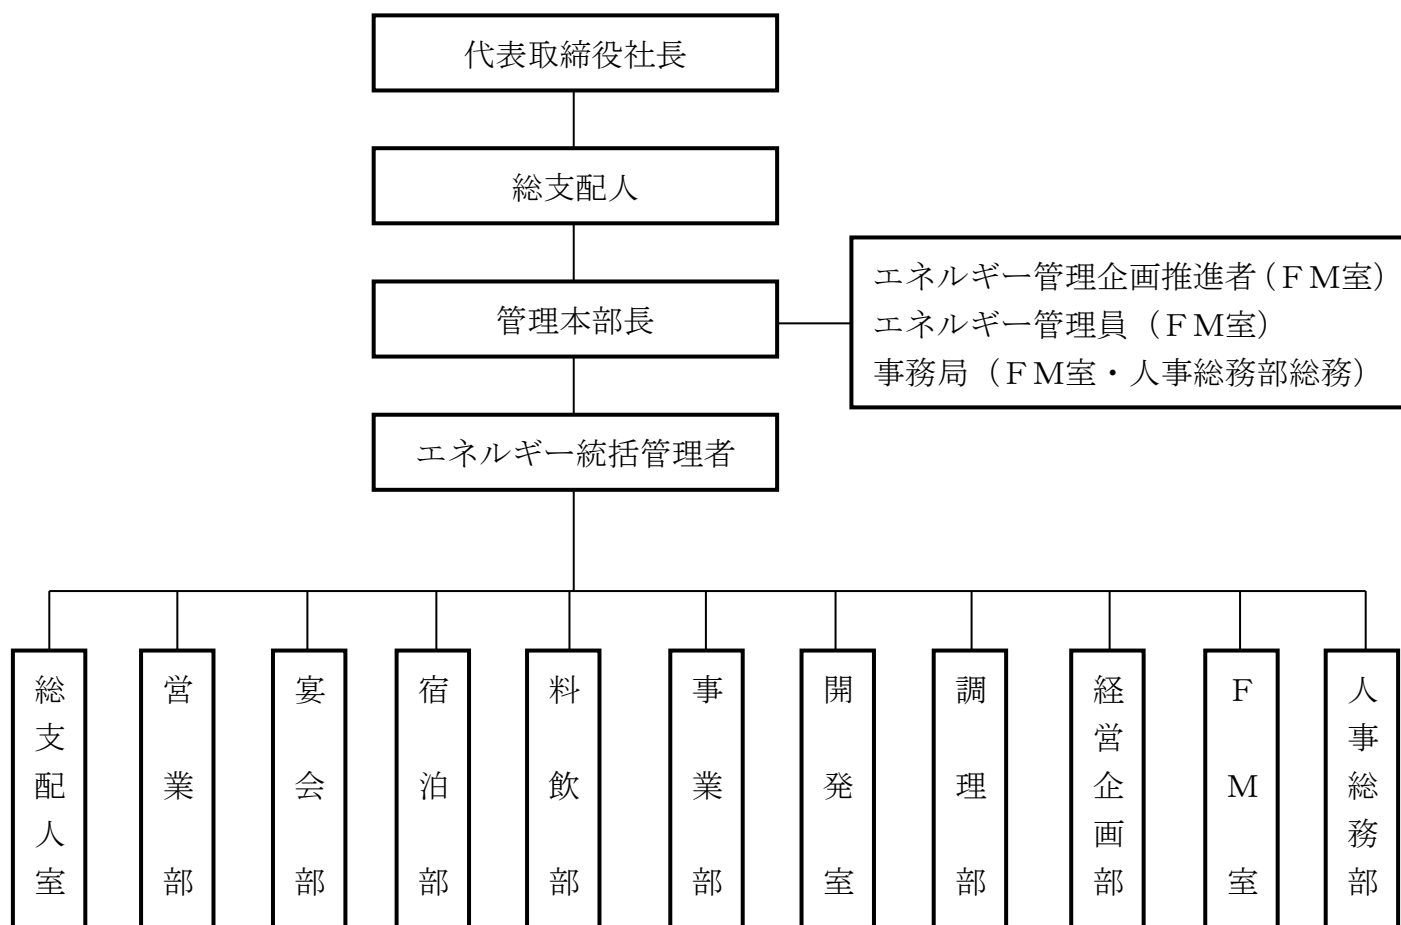 代表取締役社長
総支配人
管理本部長
エネルギー管理企画推進者（ＦＭ室）
エネルギー管理員（ＦＭ室）
事務局（ＦＭ室・人事総務部総務）
エネルギー統括管理者
総支配人室
営業部
宴会部
宿泊部
料飲部
事業部
開発室
調理部
経営企画部
ＦＭ室
人事総務部